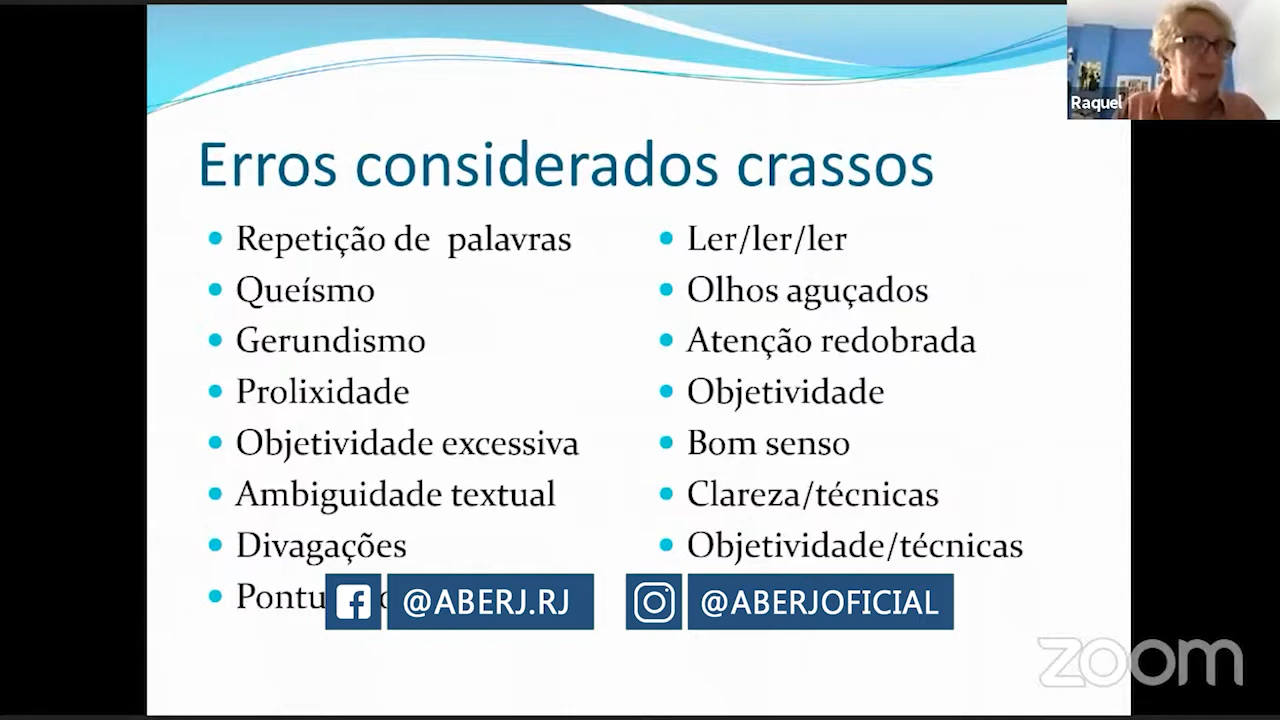 Raquel
Erros considerados crassos
Repetição de palavras
Queísmo
Gerundismo
Prolixidade
Objetividade excessiva
Ambiguidade textual
Divagações
Ler/ler/ler
Olhos aguçados
Atenção redobrada
Objetividade
Bom senso
Clareza/técnicas
Objetividade/técnicas
@ABERJ.RJ
@ABERJOFICIAL
zoom